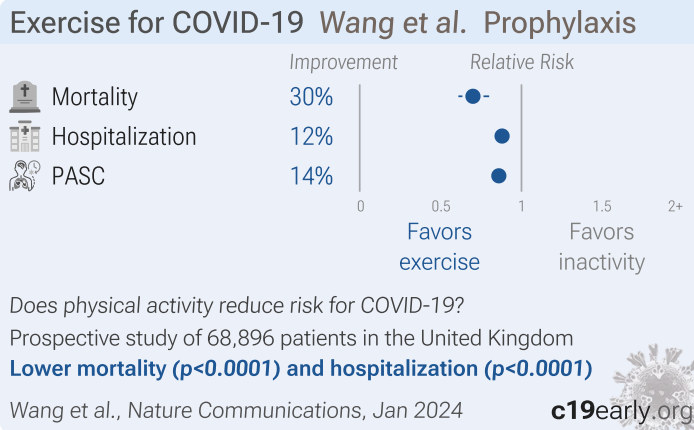 Exercise for COVID-19 Wang et al. Prophylaxis
Improvement Relative Risk
Mortality 30%
Hospitalization 12%
PASC 14%
0 0.5 1 1.5 2+
Favors exercise Favors inactivity
Does physical activity reduce risk for COVID-19?
Prospective study of 68,896 patients in the United Kingdom
Lower mortality (p<0.0001) and hospitalization (p<0.0001)
Wang et al., Nature Communications, Jan 2024 c19early.org